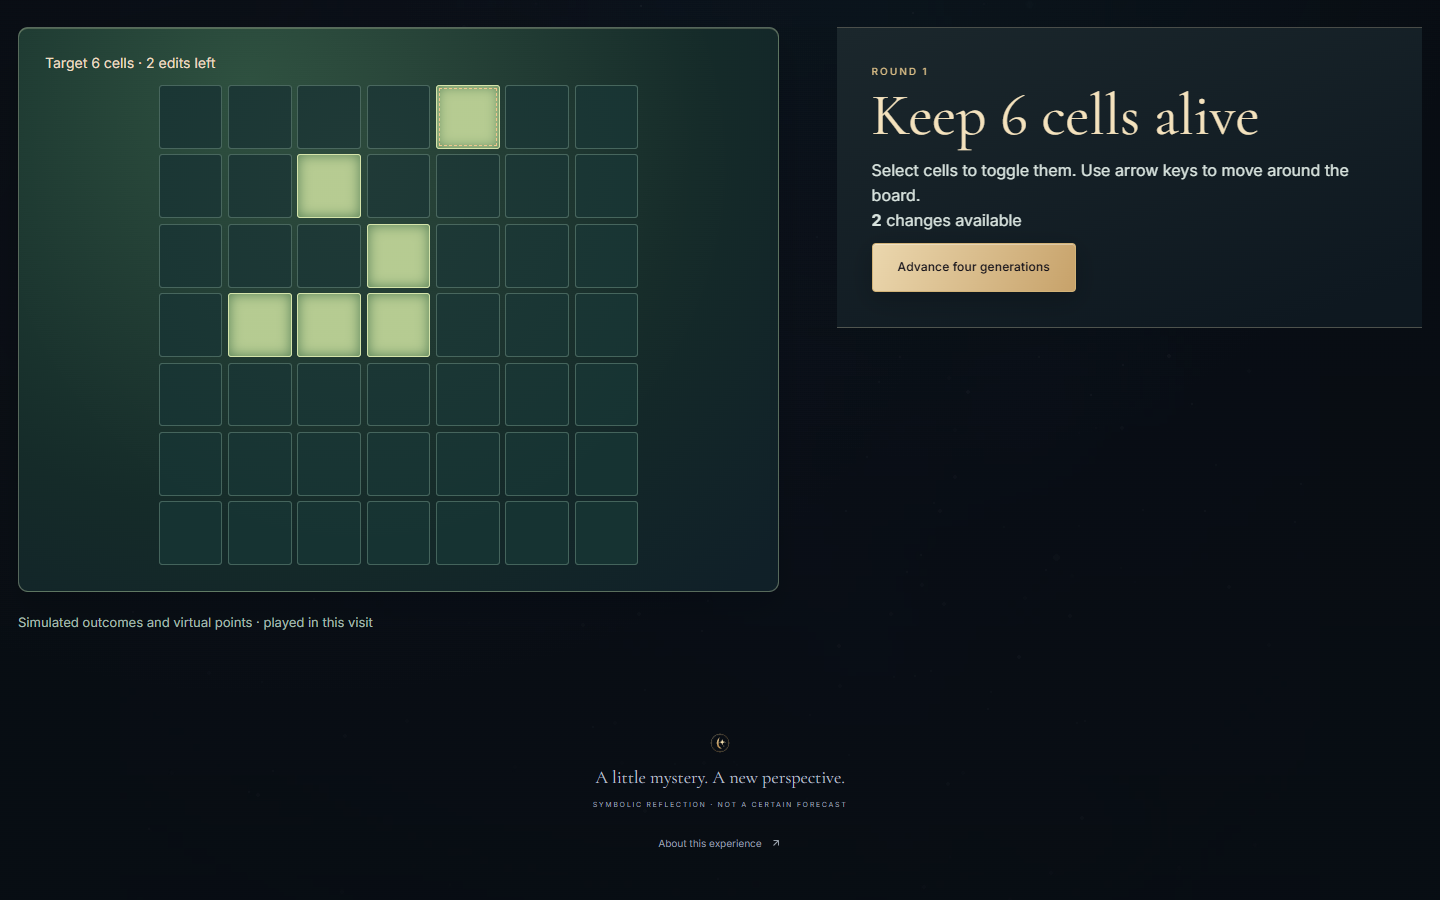 Target 6 cells · 2 edits left
ROUND 1
Keep 6 cells alive
Select cells to toggle them. Use arrow keys to move around the
board.
2 changes available
Advance four generations
Simulated outcomes and virtual points · played in this visit
A little mystery. A new perspective.
SYMBOLIC REFLECTION · NOT A CERTAIN FORECAST
About this experience